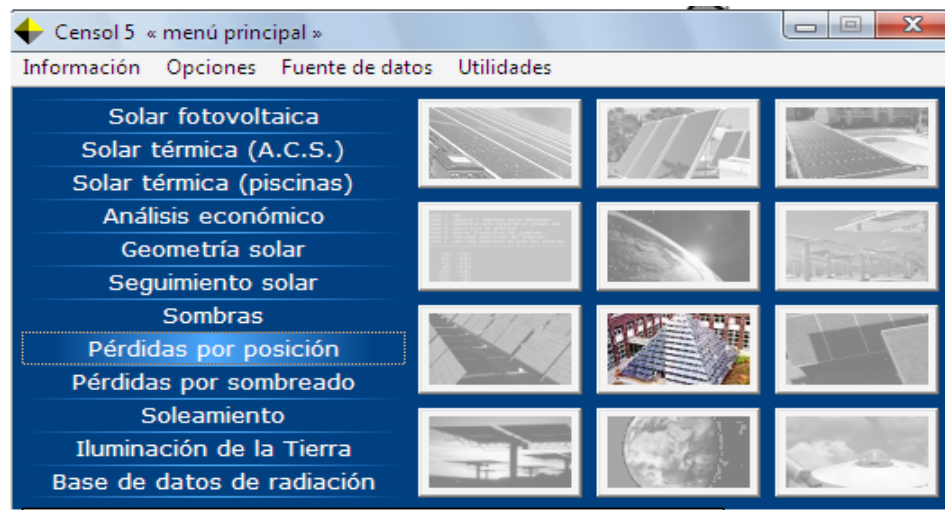 Censol 5 « menú principal »
Información Opciones Fuente de datos Utilidades
Solar fotovoltaica
Solar térmica (A.C.S.)
Solar térmica (piscinas)
Análisis económico
Geometría solar
Seguimiento solar
Sombras
Pérdidas por posición
Pérdidas por sombreado
Soleamiento
Iluminación de la Tierra
Base de datos de radiación